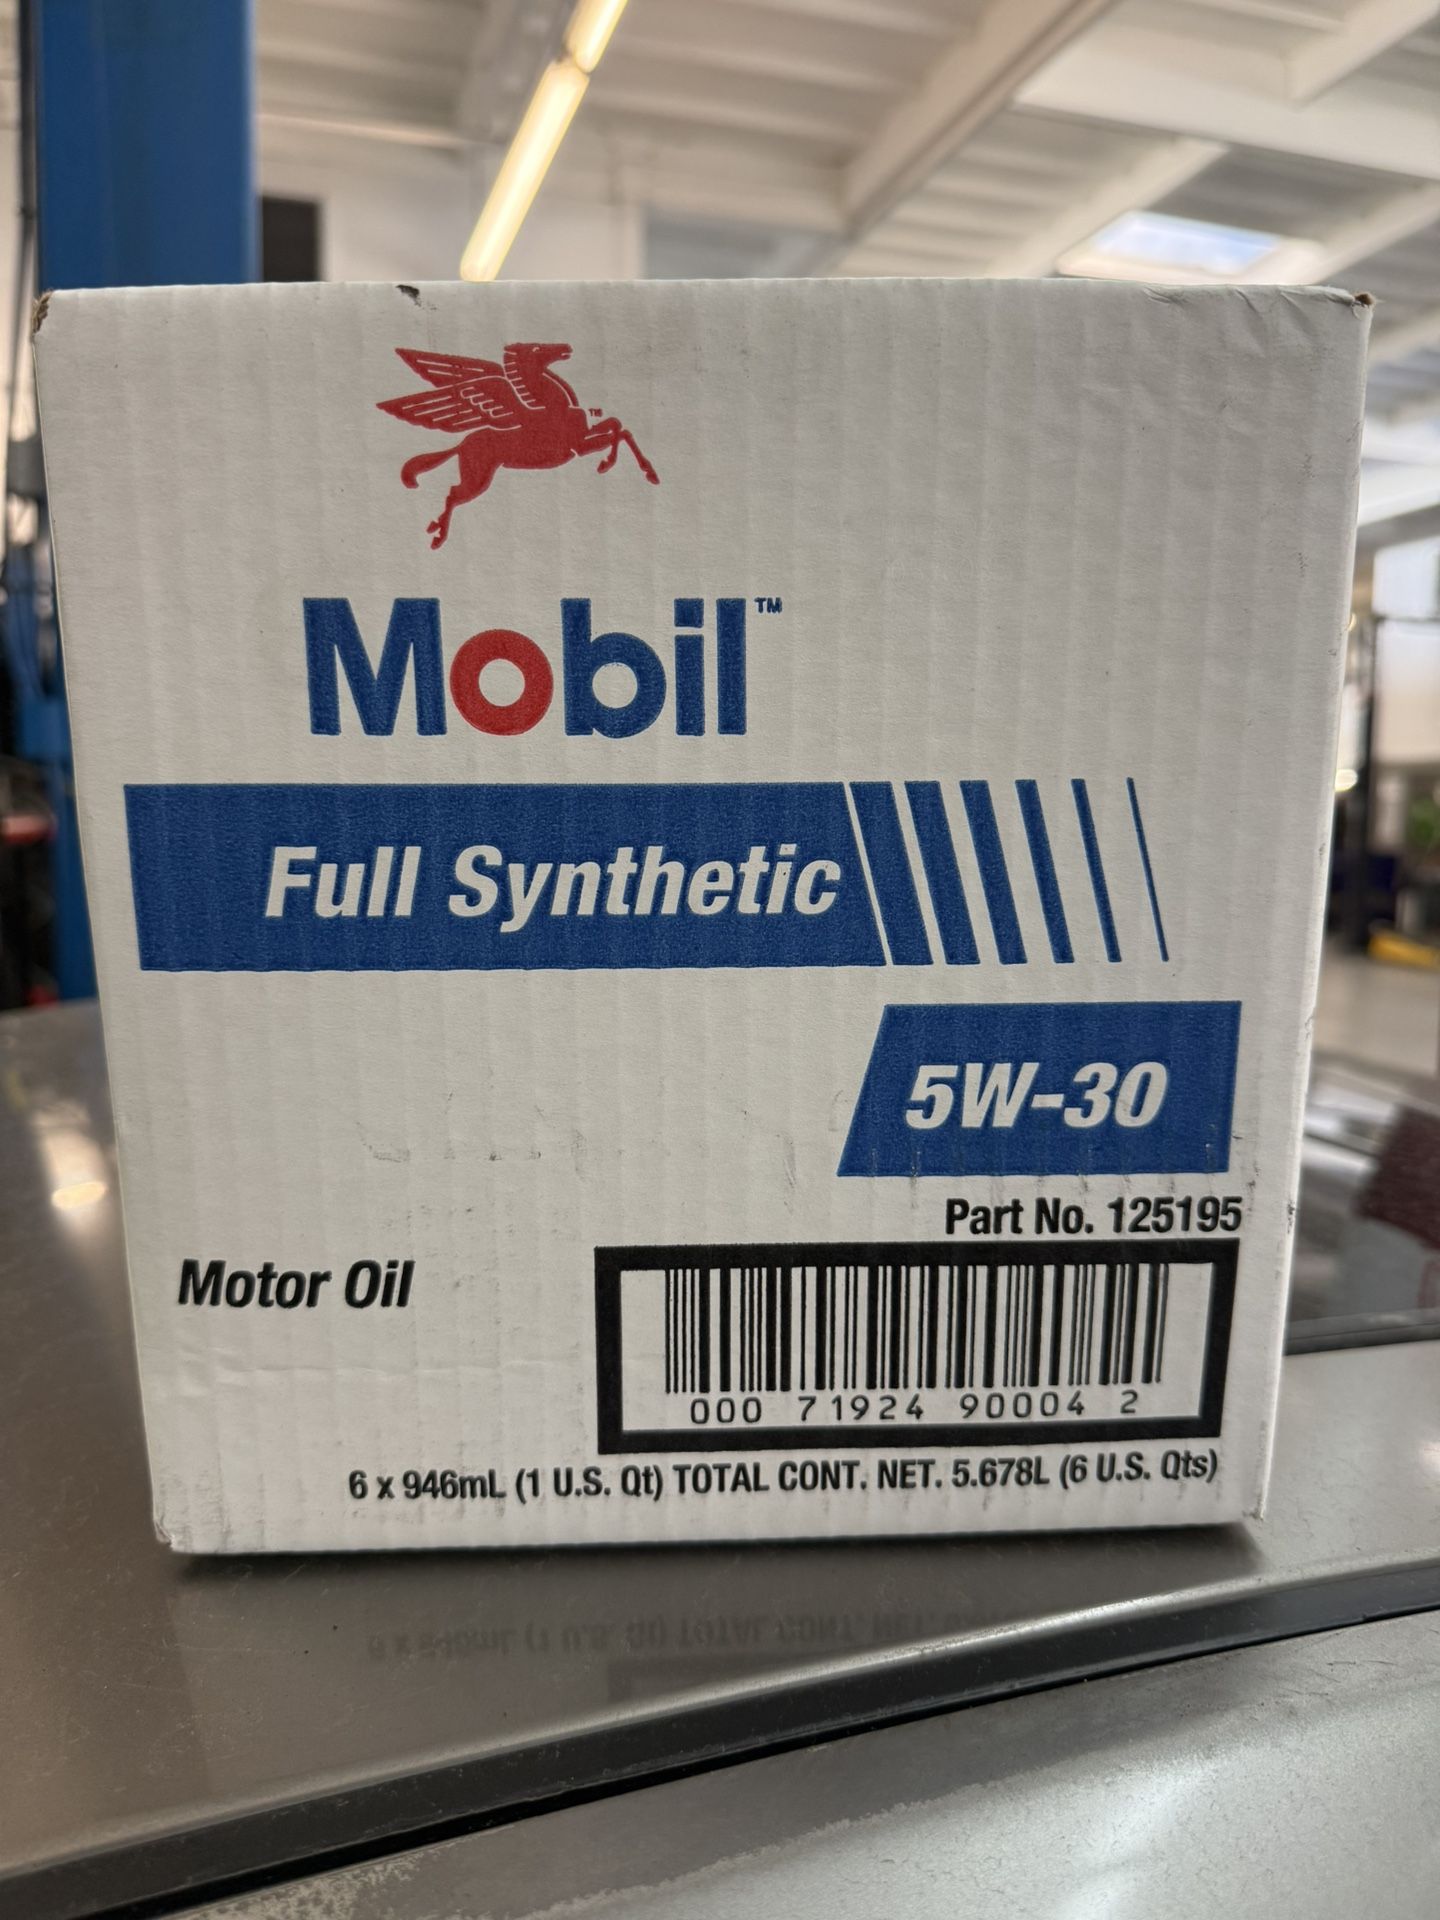 TM
Mobil™
Full Synthetic
5W-30
Part No. 125195
Motor Oil
000 71924 90004 2
6 x 946mL (1 U.S. Qt) TOTAL CONT. NET. 5.678L (6 U.S. Qts)